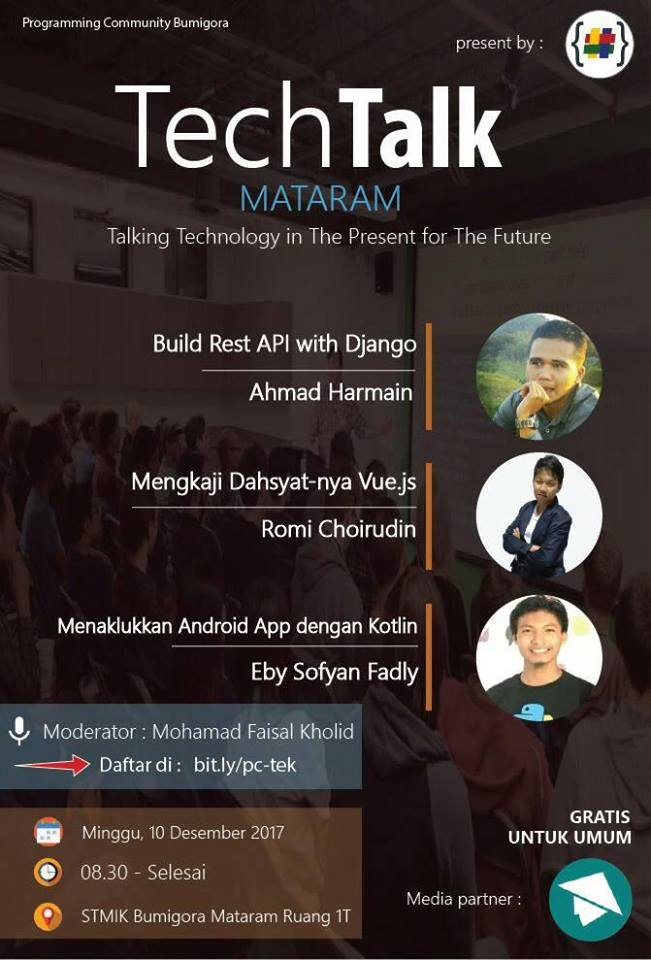 Programming Community Bumigora
present by :
TechTalk
MATARAM
Talking Technology in The Present for The Future
Build Rest API with Django
Ahmad Harmain
Mengkaji Dahsyat-nya Vue.js
Romi Choirudin
Menaklukkan Android App dengan Kotlin
Eby Sofyan Fadly
Moderator : Mohamad Faisal Kholid
Daftar di : bit.ly/pc-tek
Minggu, 10 Desember 2017
08.30 - Selesai
STMIK Bumigora Mataram Ruang 1T
GRATIS
UNTUK UMUM
Media partner :